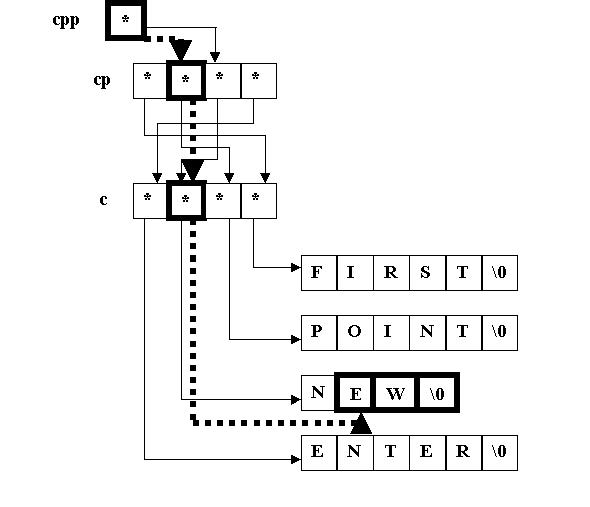 cpp *
cp * * * *
c * * * *
F I R S T \0
P O I N T \0
N E W \0
E N T E R \0